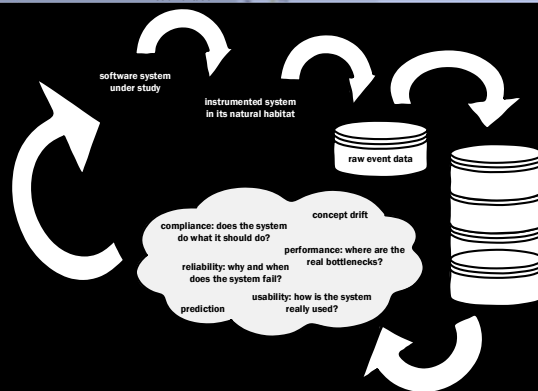 software system
under study
instrumented system
in its natural habitat
raw event data
concept drift
compliance: does the system
do what it should do?
performance: where are the
real bottlenecks?
reliability: why and when
does the system fail?
usability: how is the system
really used?
prediction